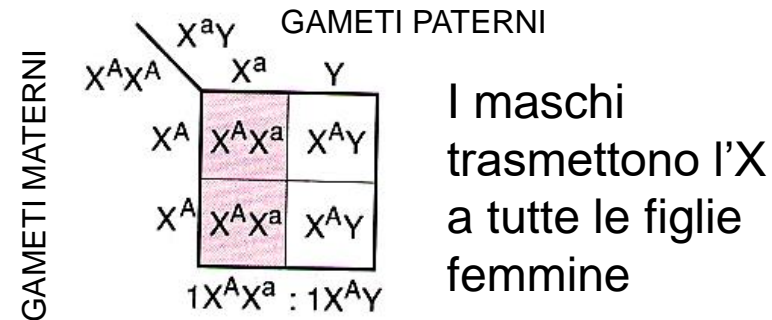 GAMETI PATERNI
XᵃY
XᴬXᴬ
Xᵃ Y
GAMETI MATERNI
Xᴬ XᴬXᵃ XᴬY
Xᴬ XᴬXᵃ XᴬY
1XᴬXᵃ : 1XᴬY
I maschi
trasmettono l’X
a tutte le figlie
femmine